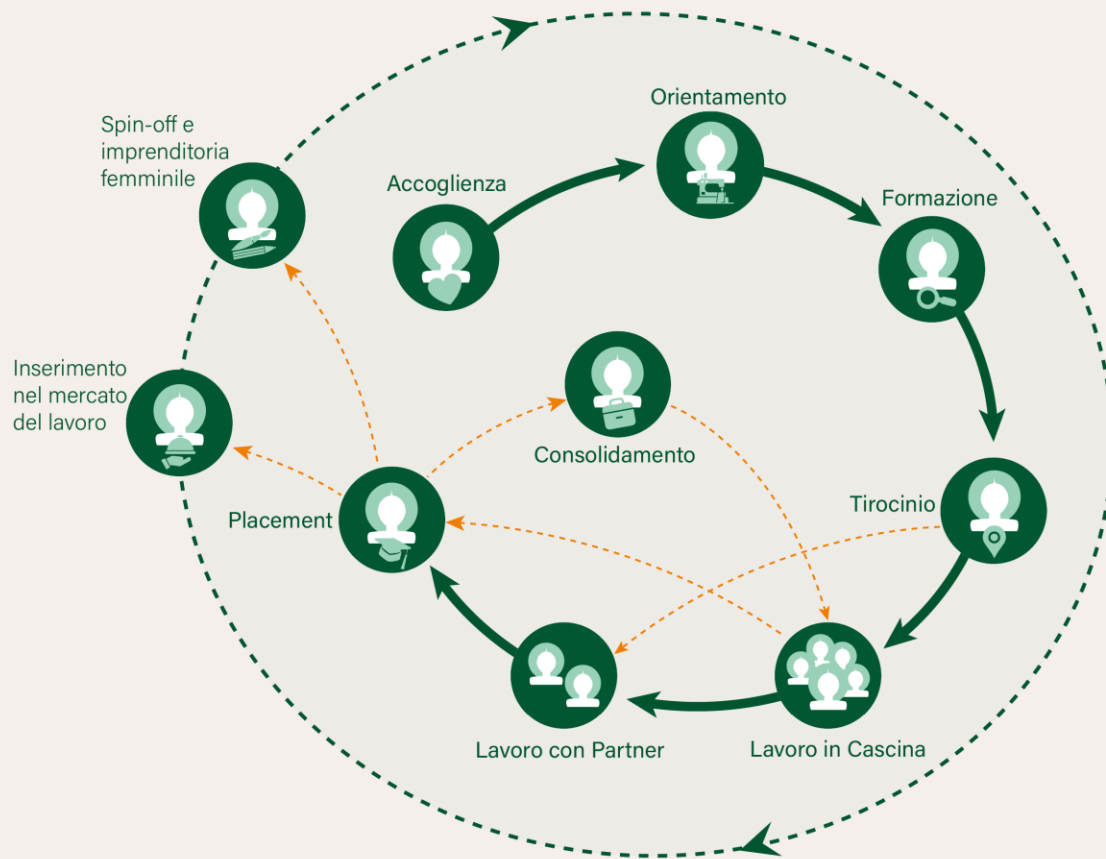 Orientamento
Spin-off e
imprenditoria
femminile
Accoglienza
Formazione
Inserimento
nel mercato
del lavoro
Consolidamento
Placement
Tirocinio
Lavoro con Partner
Lavoro in Cascina